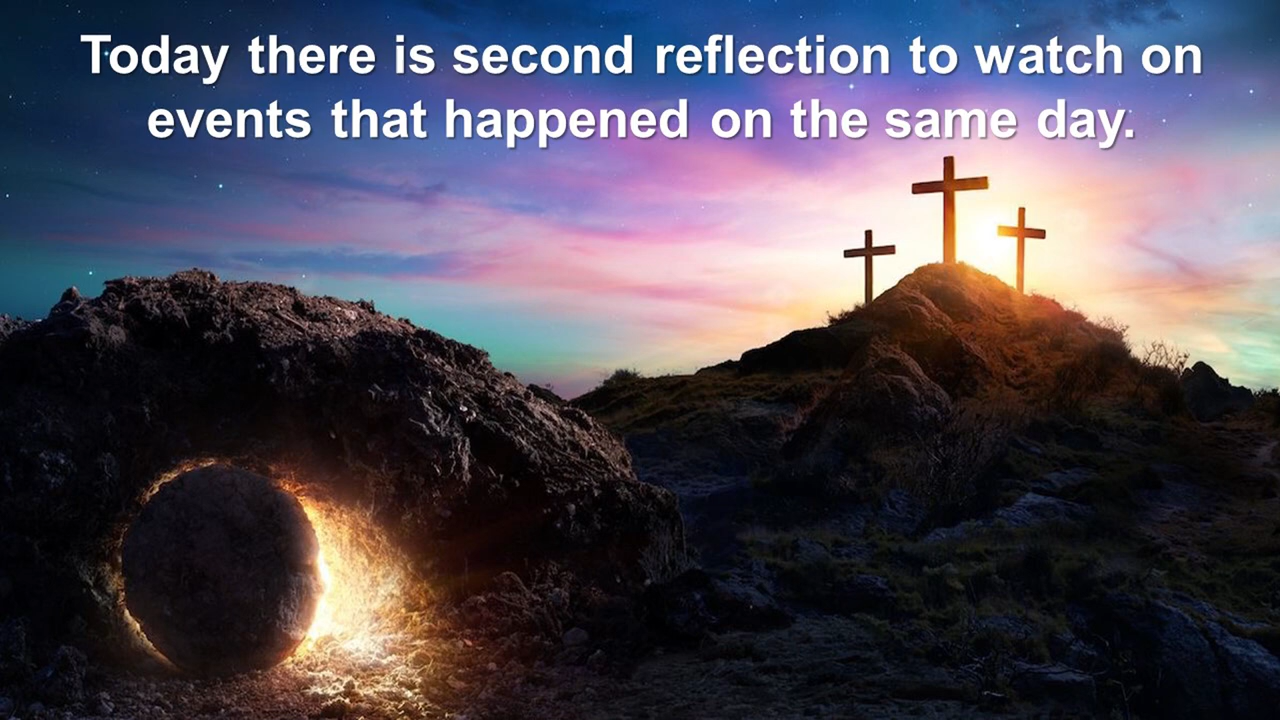 Today there is second reflection to watch on
events that happened on the same day.